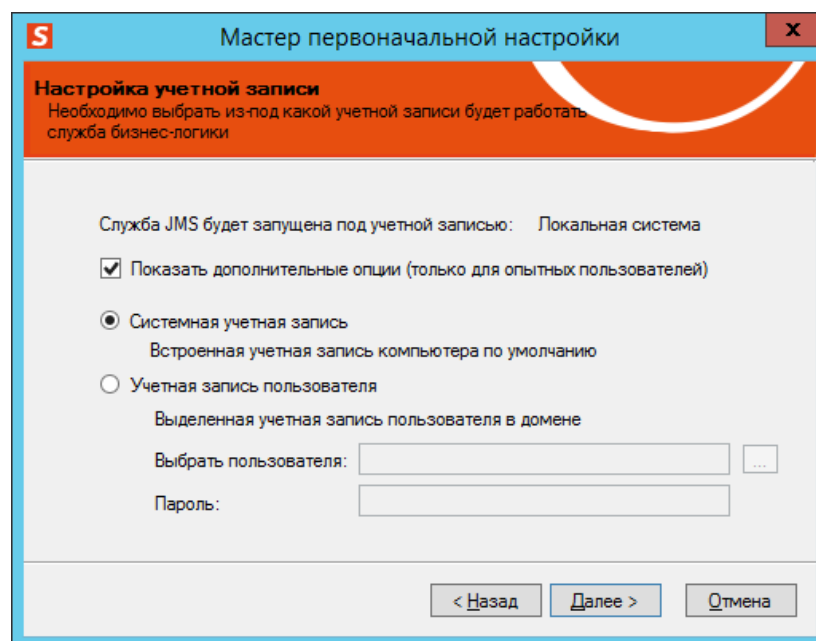 S
Мастер первоначальной настройки
x
Настройка учетной записи
Необходимо выбрать из-под какой учетной записи будет работать
служба бизнес-логики
Служба JMS будет запущена под учетной записью: Локальная система
Показать дополнительные опции (только для опытных пользователей)
Системная учетная запись
Встроенная учетная запись компьютера по умолчанию
Учетная запись пользователя
Выделенная учетная запись пользователя в домене
Выбрать пользователя: ...
Пароль:
< Назад Далее > Отмена